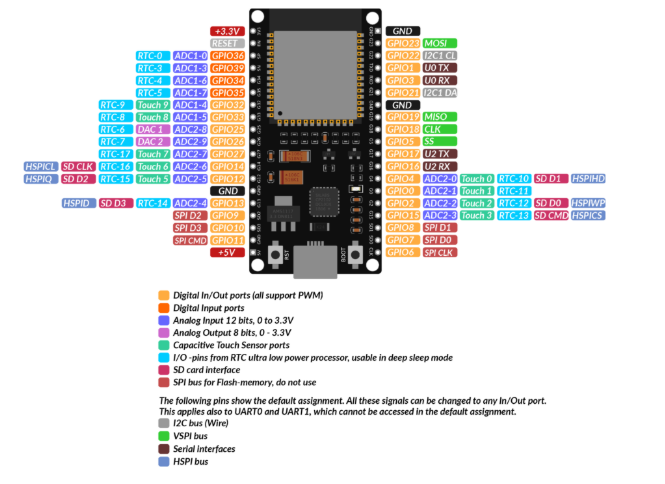 +3.3V GND
RESET GPIO23 MOSI
RTC-0 ADC1-0 GPIO36 GPIO22 I2C1 CL
RTC-3 ADC1-3 GPIO39 GPIO1 U0 TX
RTC-4 ADC1-6 GPIO34 GPIO3 U0 RX
RTC-5 ADC1-7 GPIO35 GPIO21 I2C1 DA
RTC-9 Touch 9 ADC1-4 GPIO32 GND
RTC-8 Touch 8 ADC1-5 GPIO33 GPIO19 MISO
RTC-6 DAC 1 ADC2-8 GPIO25 GPIO18 CLK
RTC-7 DAC 2 ADC2-9 GPIO26 GPIO5 SS
RTC-17 Touch 7 ADC2-7 GPIO27 GPIO17 U2 TX
HSPICL SD CLK RTC-16 Touch 6 ADC2-6 GPIO14 GPIO16 U2 RX
HSPIQ SD D2 RTC-15 Touch 5 ADC2-5 GPIO12 GPIO4 ADC2-0 Touch 0 RTC-10 SD D1 HSPIHD
GND GPIO0 ADC2-1 Touch 1 RTC-11
HSPID SD D3 RTC-14 Touch 4 ADC2-4 GPIO13 GPIO2 ADC2-2 Touch 2 RTC-12 SD D0 HSPIWP
SPI D2 GPIO9 GPIO15 ADC2-3 Touch 3 RTC-13 SD CMD HSPICS
SPI D3 GPIO10 GPIO8 SPI D1
SPI CMD GPIO11 GPIO7 SPI D0
+5V GPIO6 SPI CLK
RST BOOT
Digital In/Out ports (all support PWM)
Digital Input ports
Analog Input 12 bits, 0 to 3.3V
Analog Output 8 bits, 0 - 3.3V
Capacitive Touch Sensor ports
I/O -pins from RTC ultra low power processor, usable in deep sleep mode
SD card interface
SPI bus for Flash-memory, do not use
The following pins show the default assignment. All these signals can be changed to any In/Out port.
This applies also to UART0 and UART1, which cannot be accessed in the default assignment.
I2C bus (Wire)
VSPI bus
Serial interfaces
HSPI bus